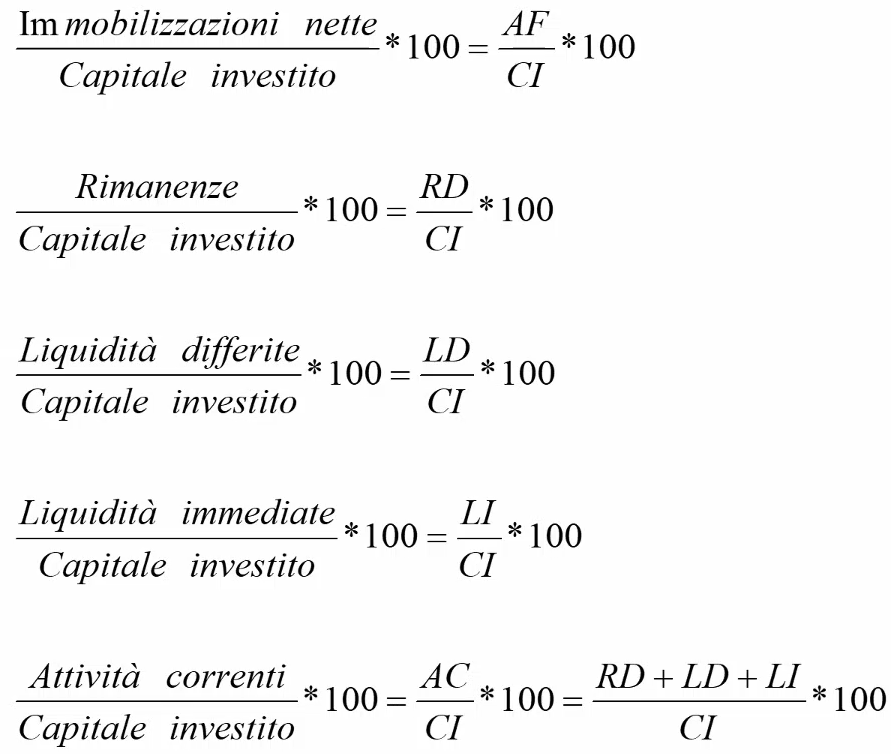 Im mobilizzazioni nette / Capitale investito * 100 = AF / CI * 100
Rimanenze / Capitale investito * 100 = RD / CI * 100
Liquidità differite / Capitale investito * 100 = LD / CI * 100
Liquidità immediate / Capitale investito * 100 = LI / CI * 100
Attività correnti / Capitale investito * 100 = AC / CI * 100 = RD + LD + LI / CI * 100